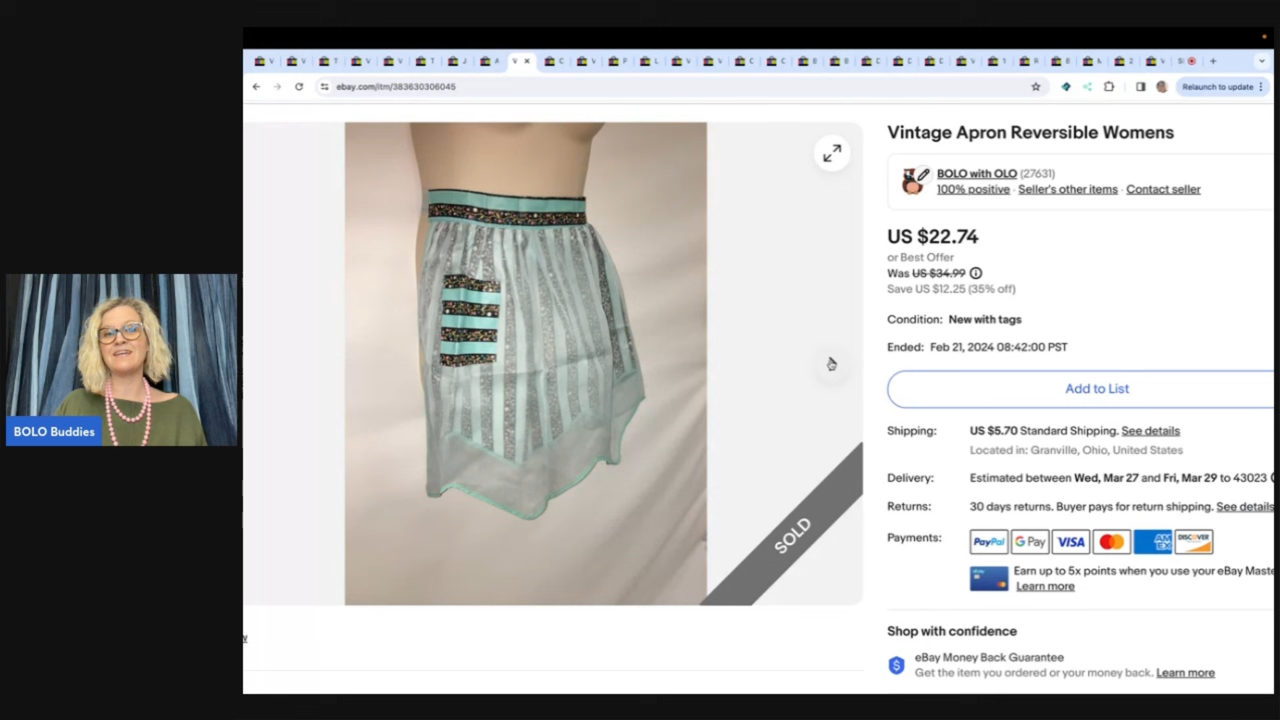 ebay.com/itm/383630306045
Relaunch to update
Vintage Apron Reversible Womens
BOLO with OLO (27631)
100% positive · Seller's other items · Contact seller
US $22.74
or Best Offer
Was US $34.99
Save US $12.25 (35% off)
Condition: New with tags
Ended: Feb 21, 2024 08:42:00 PST
Add to List
Shipping: US $5.70 Standard Shipping. See details
Located in: Granville, Ohio, United States
Delivery: Estimated between Wed, Mar 27 and Fri, Mar 29 to 43023
Returns: 30 days returns. Buyer pays for return shipping. See details
Payments: PayPal G Pay VISA AM EX DISCOVER
Earn up to 5x points when you use your eBay Maste
Learn more
Shop with confidence
eBay Money Back Guarantee
Get the item you ordered or your money back. Learn more
SOLD
BOLO Buddies